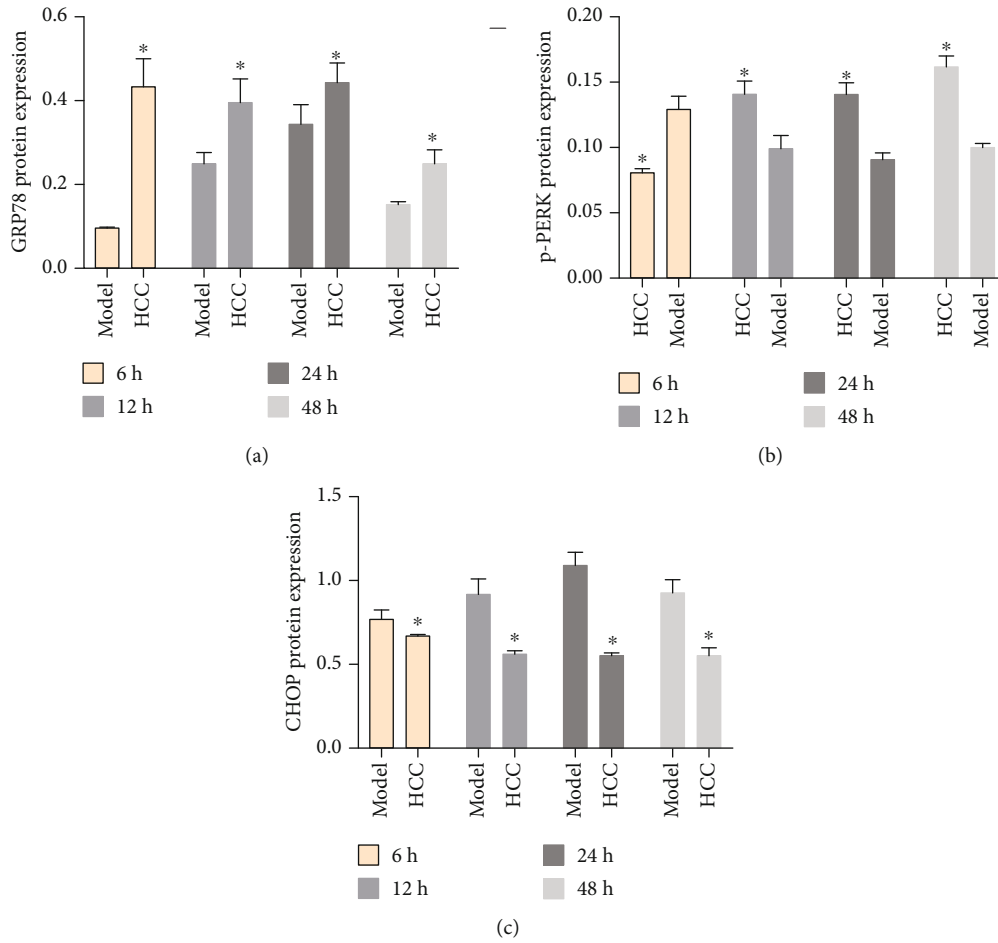 GRP78 protein expression
0.6
0.4
0.2
0.0
*
*
*
*
Model
HCC
Model
HCC
Model
HCC
Model
HCC
6 h
24 h
12 h
48 h
(a)
p-PERK protein expression
0.20
0.15
0.10
0.05
0.00
*
*
*
*
HCC
Model
HCC
Model
HCC
Model
HCC
Model
6 h
24 h
12 h
48 h
(b)
CHOP protein expression
1.5
1.0
0.5
0.0
*
*
*
*
Model
HCC
Model
HCC
Model
HCC
Model
HCC
6 h
24 h
12 h
48 h
(c)